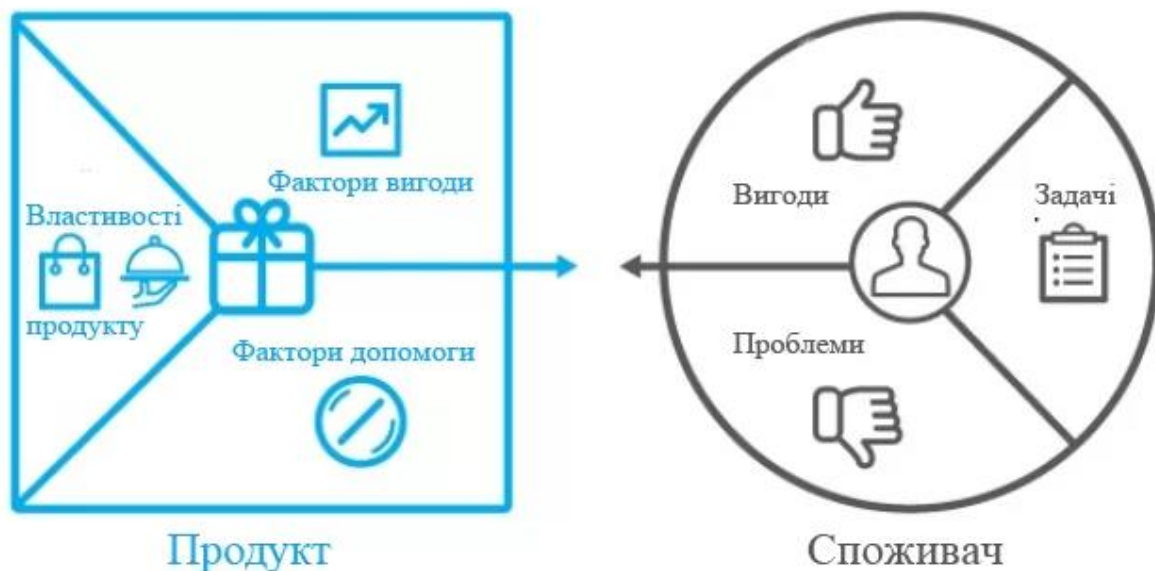 Фактори вигоди
Властивості
продукту
Фактори допомоги
Продукт
Вигоди
Задачі
Проблеми
Споживач